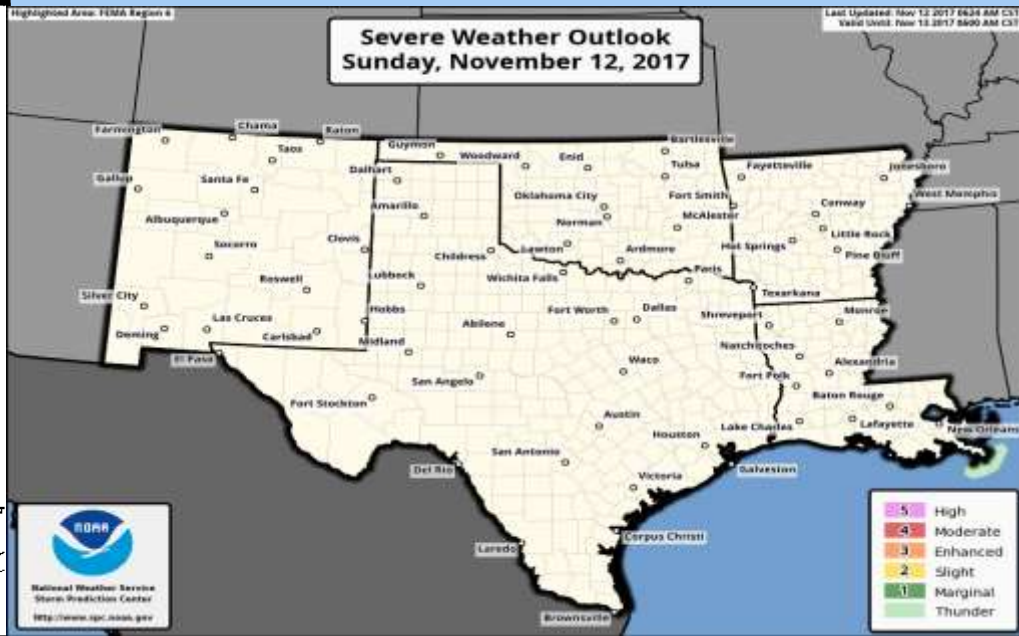 Highlighted Area: FEMA Region 6
Last Updated: Nov 12 2017 0624 AM CST
Valid Until: Nov 13 2017 0600 AM CST
Severe Weather Outlook
Sunday, November 12, 2017
Farmington
Chama
Raton
Taos
Guymon
Woodward
Enid
Bartlesville
Tulsa
Fayetteville
Jonesboro
Gallup
Santa Fe
Dalhart
Oklahoma City
Fort Smith
West Memphis
Albuquerque
Amarillo
Norman
McAlester
Conway
Socorro
Clovis
Childress
Lawton
Ardmore
Hot Springs
Little Rock
Pine Bluff
Roswell
Lubbock
Wichita Falls
Paris
Texarkana
Silver City
Las Cruces
Hobbs
Fort Worth
Dallas
Shreveport
Monroe
Deming
Carlsbad
Midland
Abilene
Natchitoches
El Paso
San Angelo
Waco
Fort Polk
Alexandria
Fort Stockton
Austin
Baton Rouge
Houston
Lake Charles
Lafayette
New Orleans
Del Rio
San Antonio
Victoria
Galveston
Laredo
Corpus Christi
Brownsville
NOAA
National Weather Service
Storm Prediction Center
http://www.spc.noaa.gov
5 High
4 Moderate
3 Enhanced
2 Slight
1 Marginal
Thunder